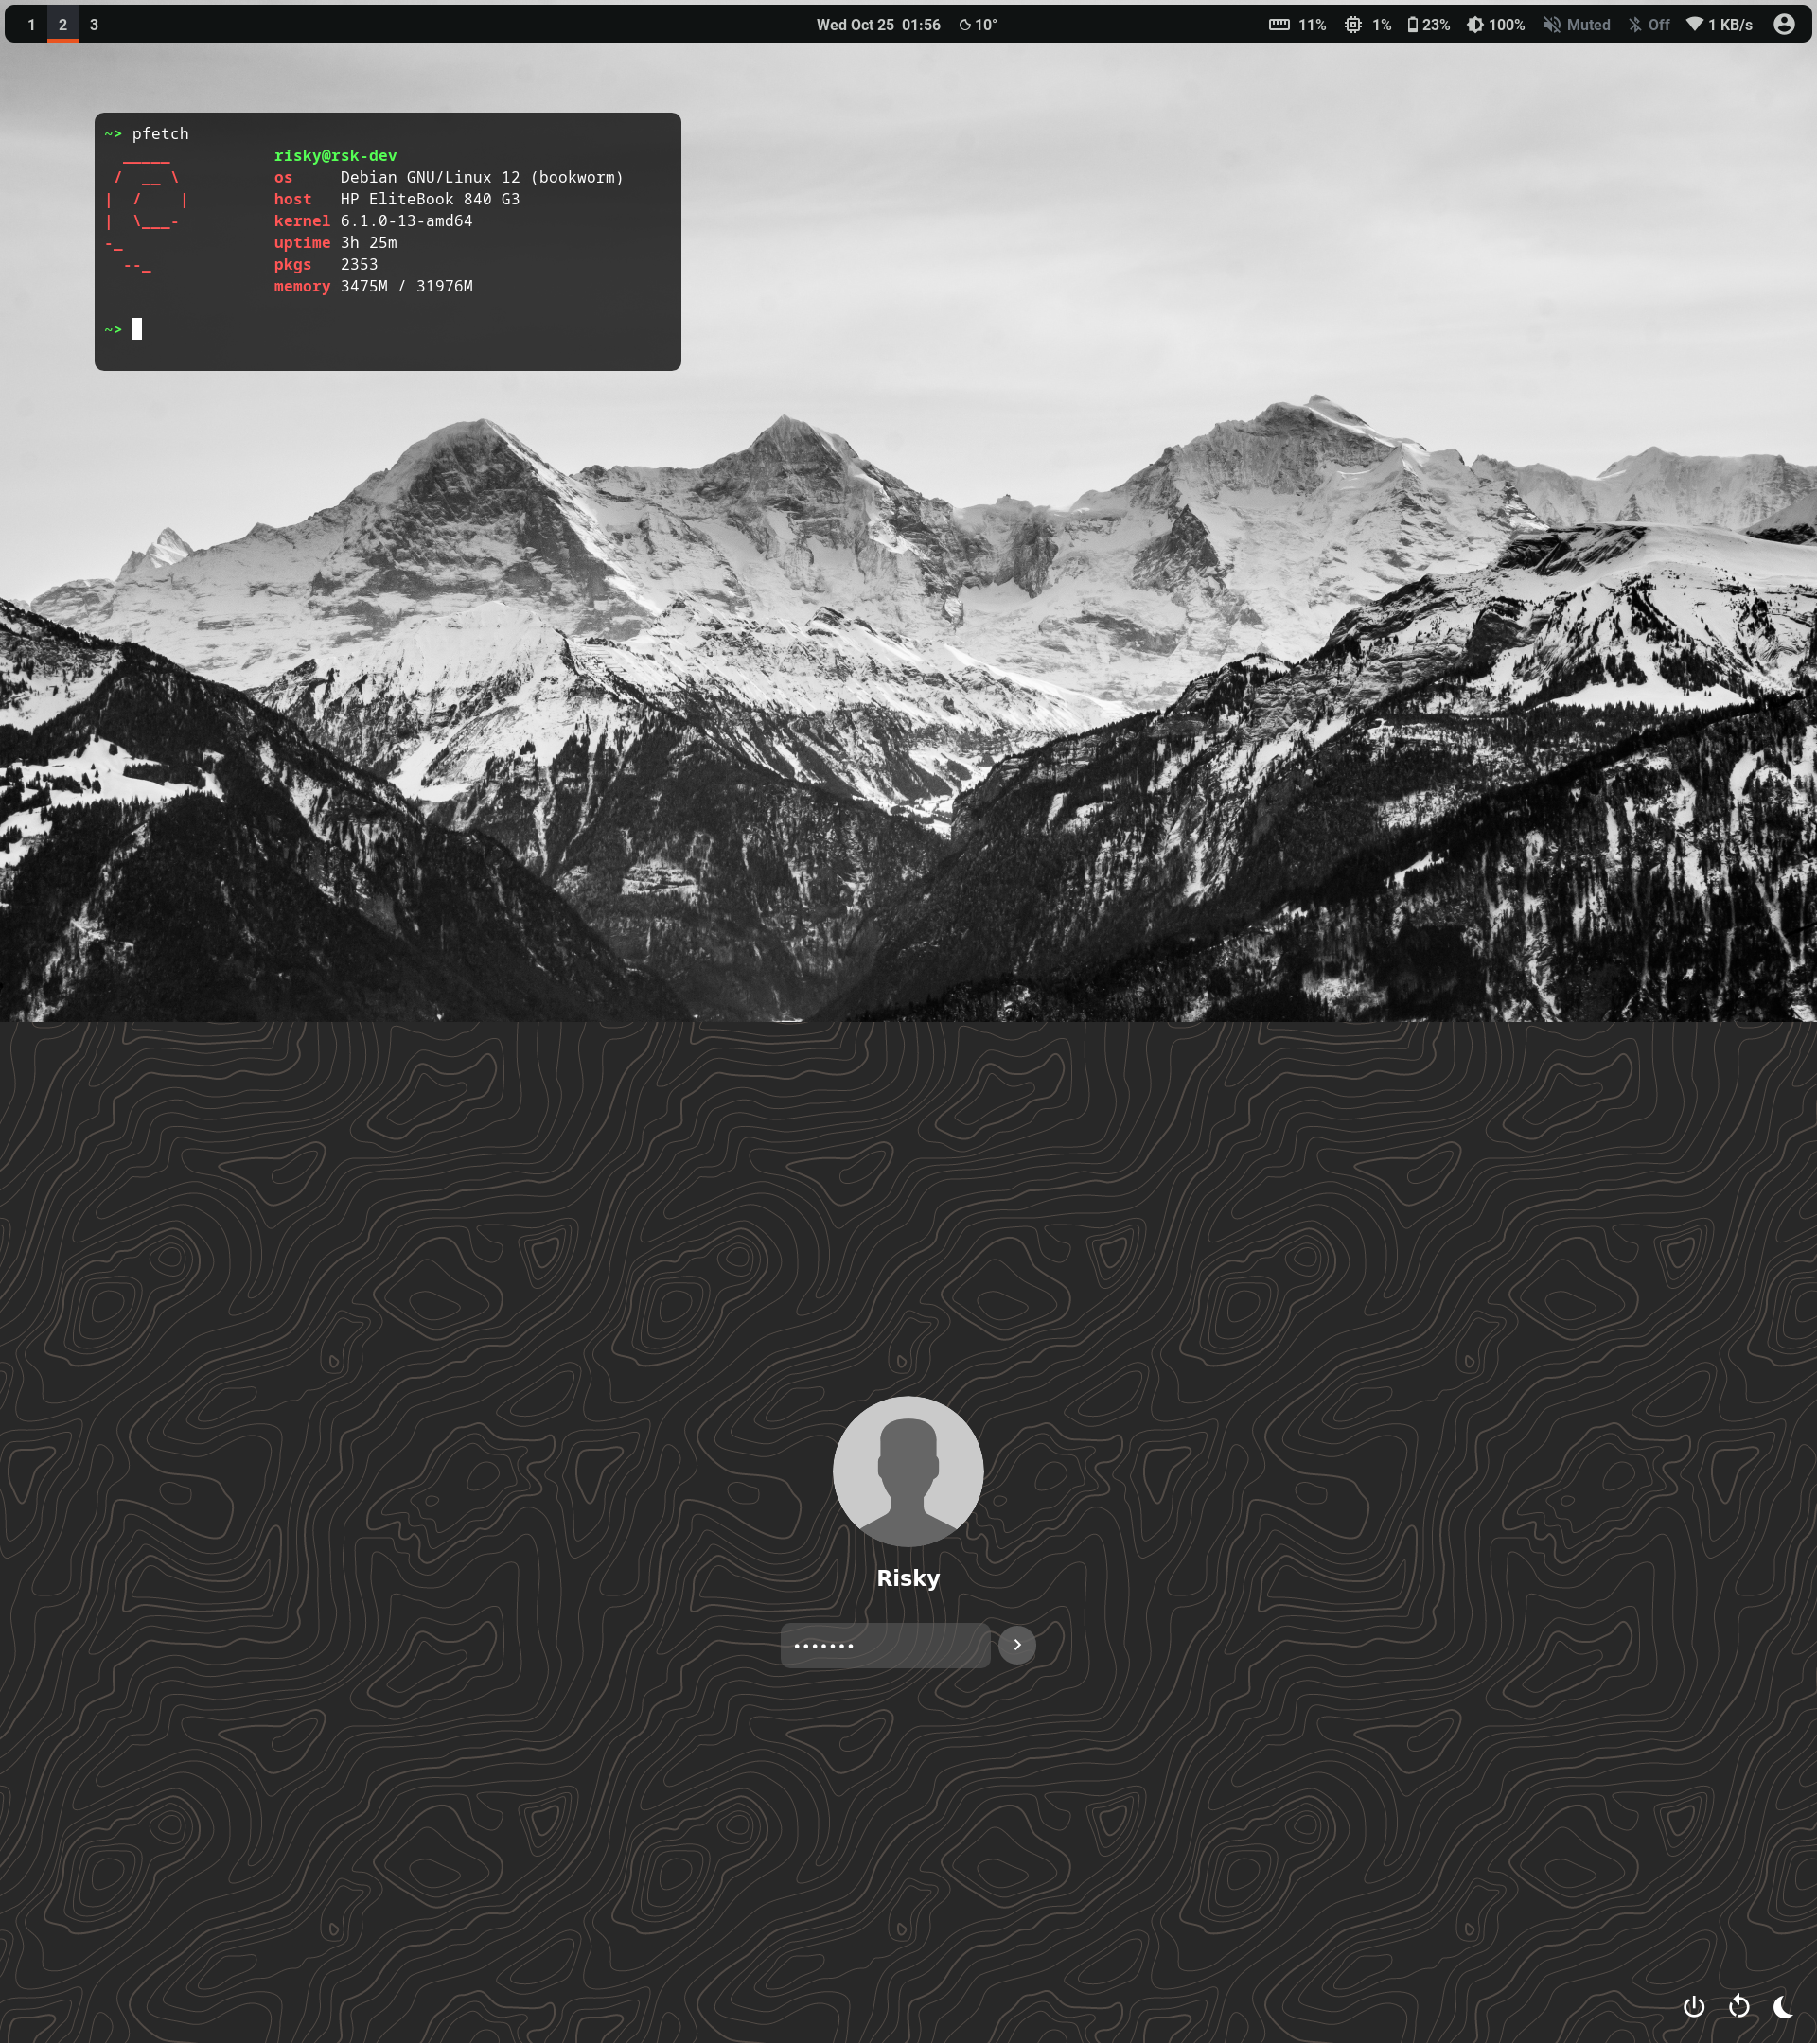 1 2 3 Wed Oct 25 01:56 10° 11% 1% 23% 100% Muted Off 1 KB/s
~> pfetch
risky@rsk-dev
os Debian GNU/Linux 12 (bookworm)
host HP EliteBook 840 G3
kernel 6.1.0-13-amd64
uptime 3h 25m
pkgs 2353
memory 3475M / 31976M
~>
Risky
•••••••